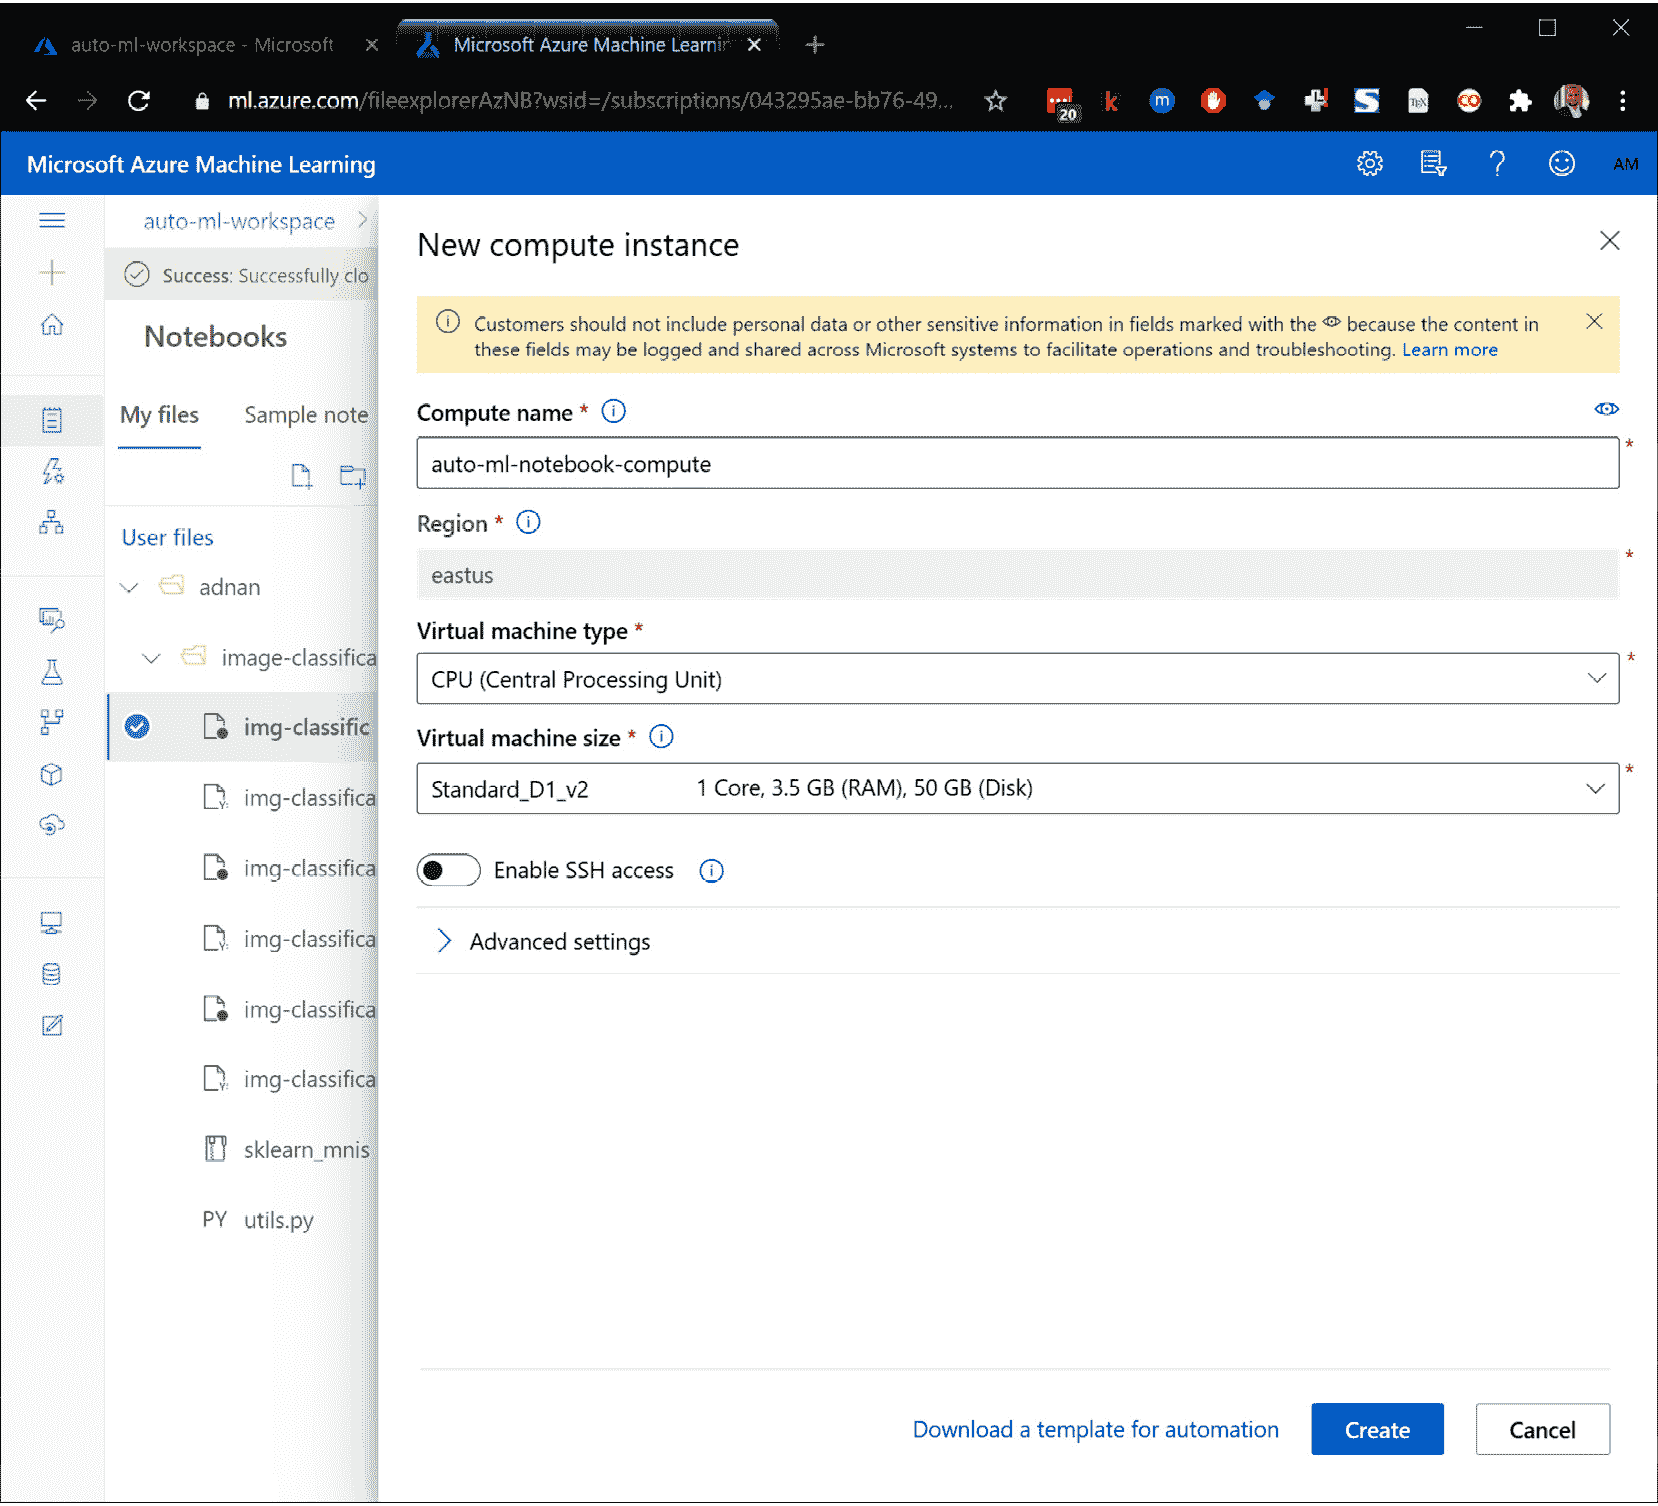 auto-ml-workspace - Microsoft
Microsoft Azure Machine Learnin
ml.azure.com/fileexplorerAzNB?wsid=/subscriptions/043295ae-bb76-49...
20
Microsoft Azure Machine Learning
AM
auto-ml-workspace
Success: Successfully clo
Notebooks
My files Sample note
User files
adnan
image-classifica
img-classific
img-classifica
img-classifica
img-classifica
img-classifica
img-classifica
sklearn_mnis
PY utils.py
New compute instance
Customers should not include personal data or other sensitive information in fields marked with the because the content in
these fields may be logged and shared across Microsoft systems to facilitate operations and troubleshooting. Learn more
Compute name *
auto-ml-notebook-compute *
Region *
eastus *
Virtual machine type *
CPU (Central Processing Unit) *
Virtual machine size *
Standard_D1_v2 1 Core, 3.5 GB (RAM), 50 GB (Disk) *
Enable SSH access
Advanced settings
Download a template for automation Create Cancel